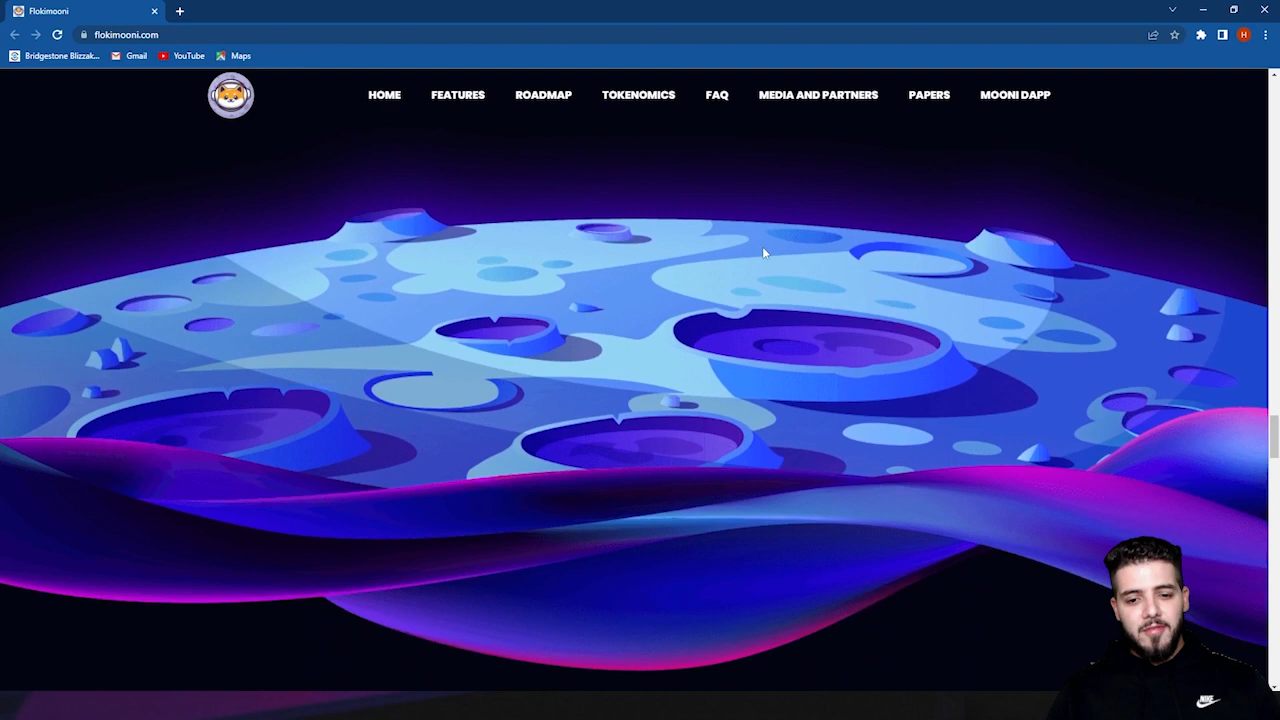 Flokimooni
flokimooni.com
H
Bridgestone Blizzak... Gmail YouTube Maps
HOME FEATURES ROADMAP TOKENOMICS FAQ MEDIA AND PARTNERS PAPERS MOONI DAPP
NIKE